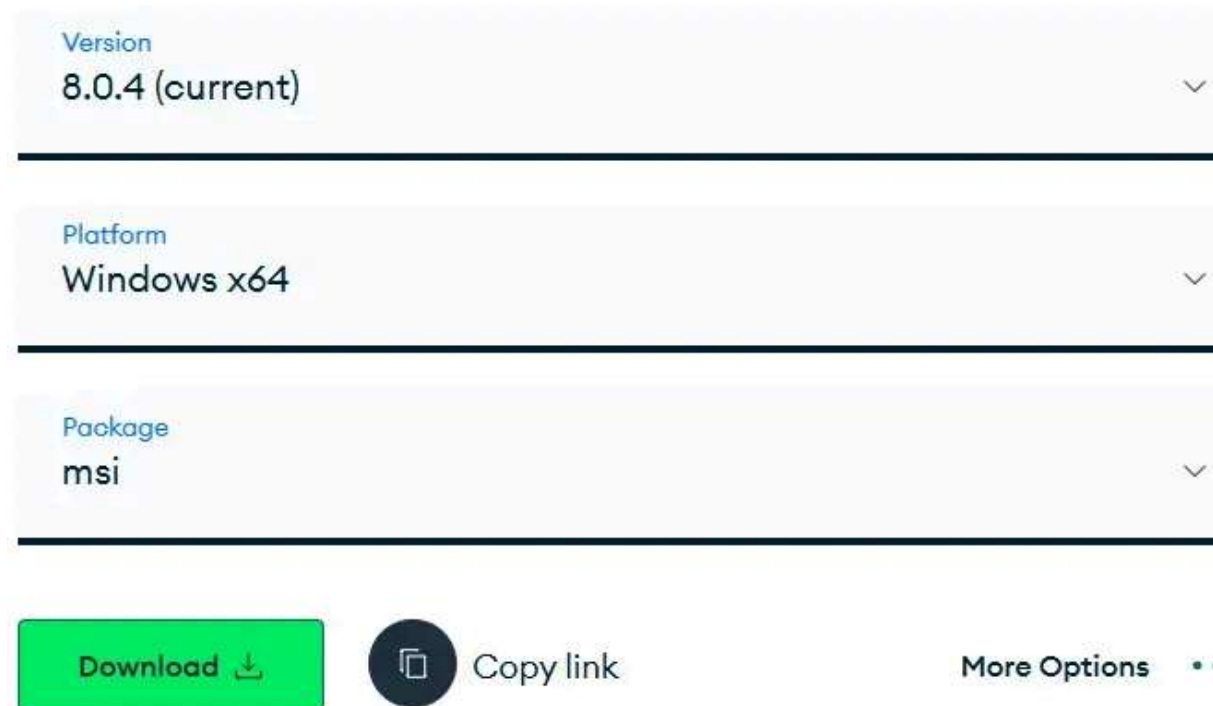 Version
8.0.4 (current)
Platform
Windows x64
Package
msi
Download
Copy link
More Options